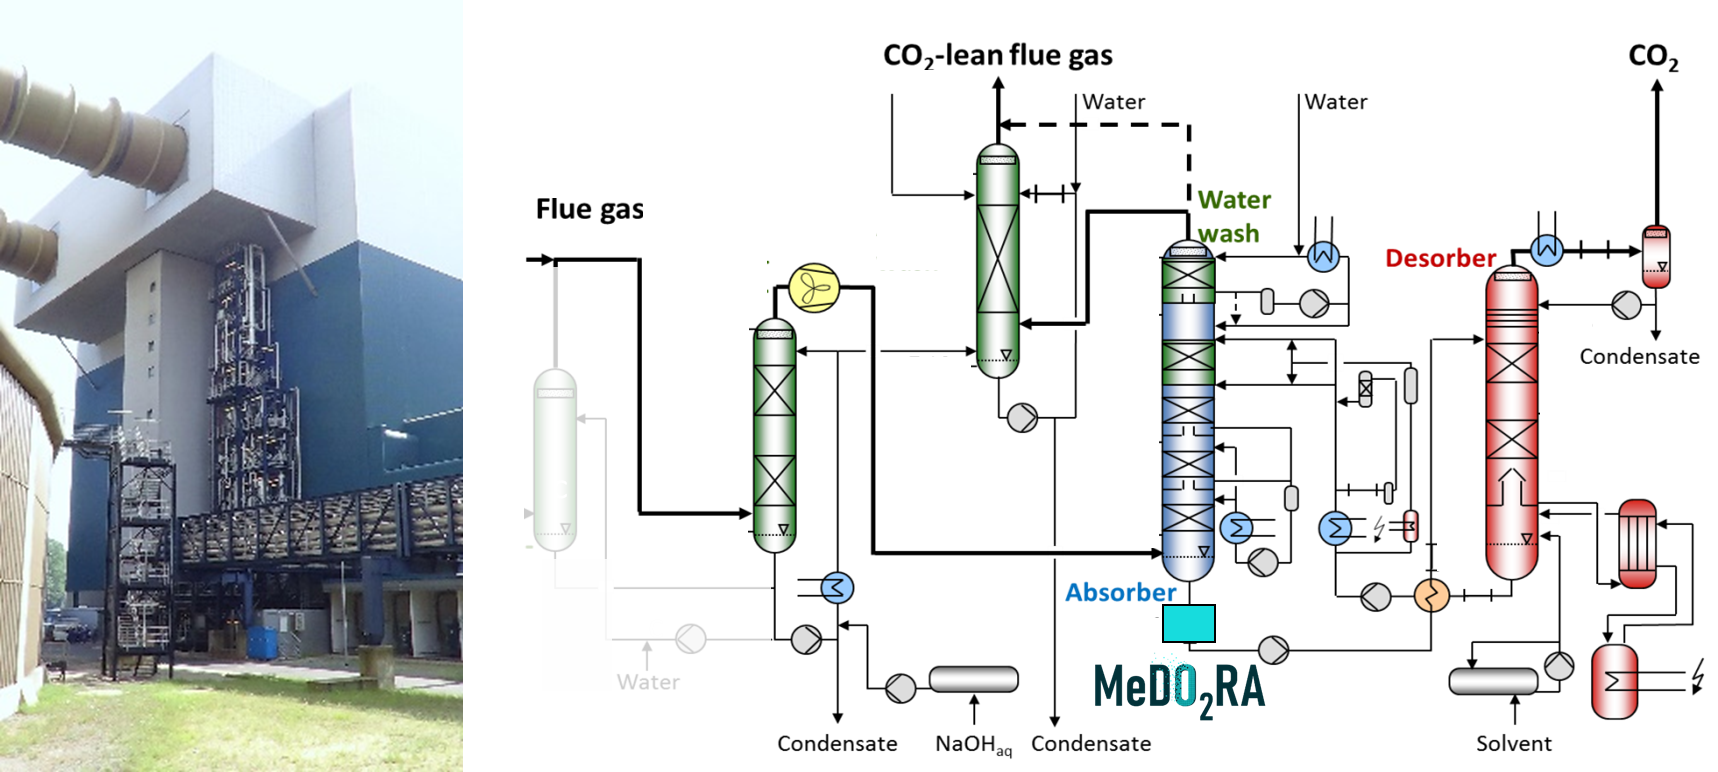 CO₂-lean flue gas
CO₂
Water
Water
Flue gas
Water
wash
Desorber
Condensate
Absorber
Water
MeDO₂RA
Condensate
NaOHaq
Condensate
Solvent